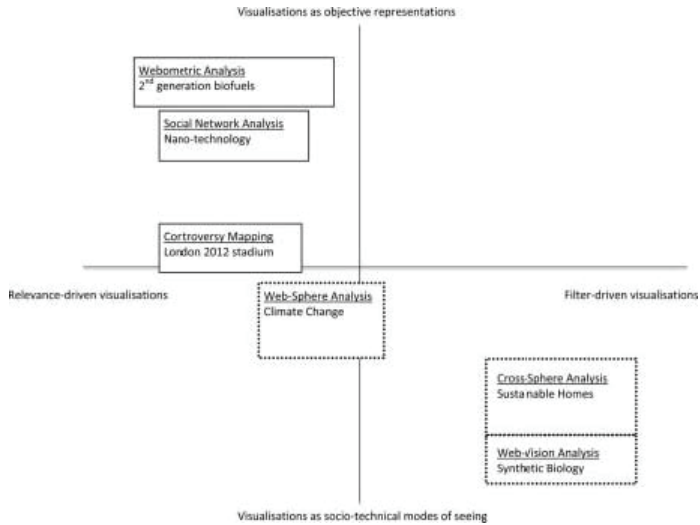 Visualisations as objective representations
Webometric Analysis
2nd generation biofuels
Social Network Analysis
Nano-technology
Cortroversy Mapping
London 2012 stadium
Relevance-driven visualisations
Filter-driven visualisations
Web-Sphere Analysis
Climate Change
Cross-Sphere Analysis
Sustanable Homes
Web-vision Analysis
Synthetic Biology
Visualisations as socio-technical modes of seeing